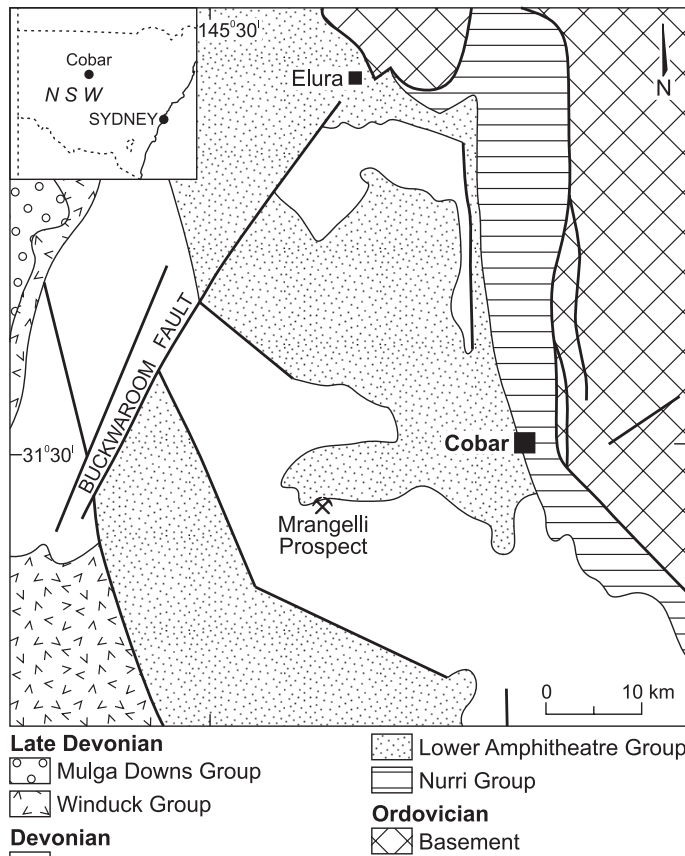 145°30'
Cobar
N S W
SYDNEY
Elura
N
BUCKWAROOM FAULT
31°30'
Cobar
Mrangelli
Prospect
0 10 km
Late Devonian
Mulga Downs Group
Winduck Group
Devonian
Lower Amphitheatre Group
Nurri Group
Ordovician
Basement